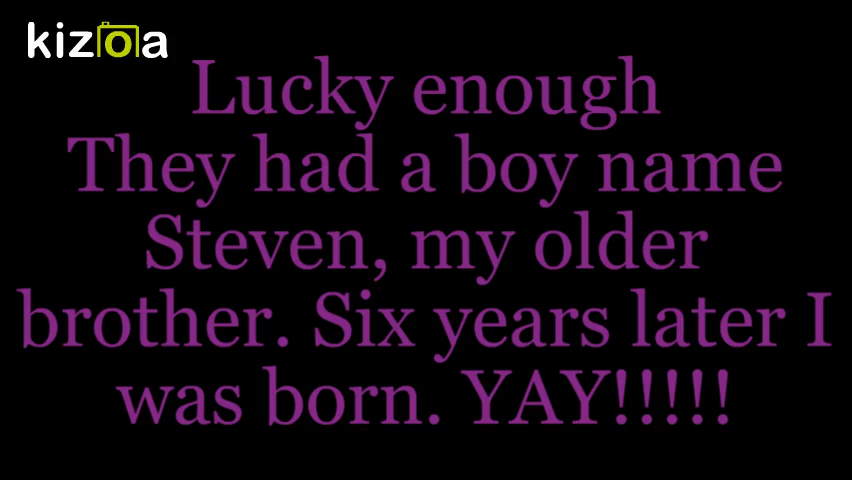 kizoa
Lucky enough
They had a boy name
Steven, my older
brother. Six years later I
was born. YAY!!!!!